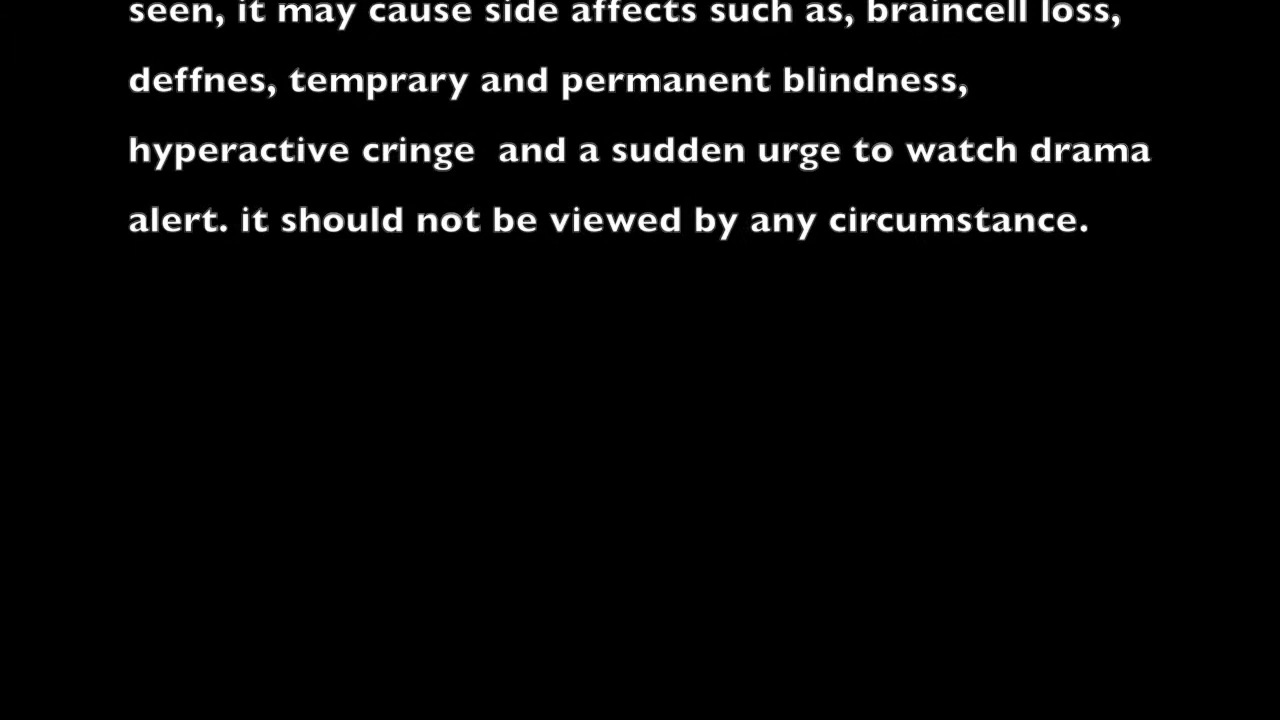 seen, it may cause side affects such as, braincell loss,
deffnes, temprary and permanent blindness,
hyperactive cringe  and a sudden urge to watch drama
alert. it should not be viewed by any circumstance.